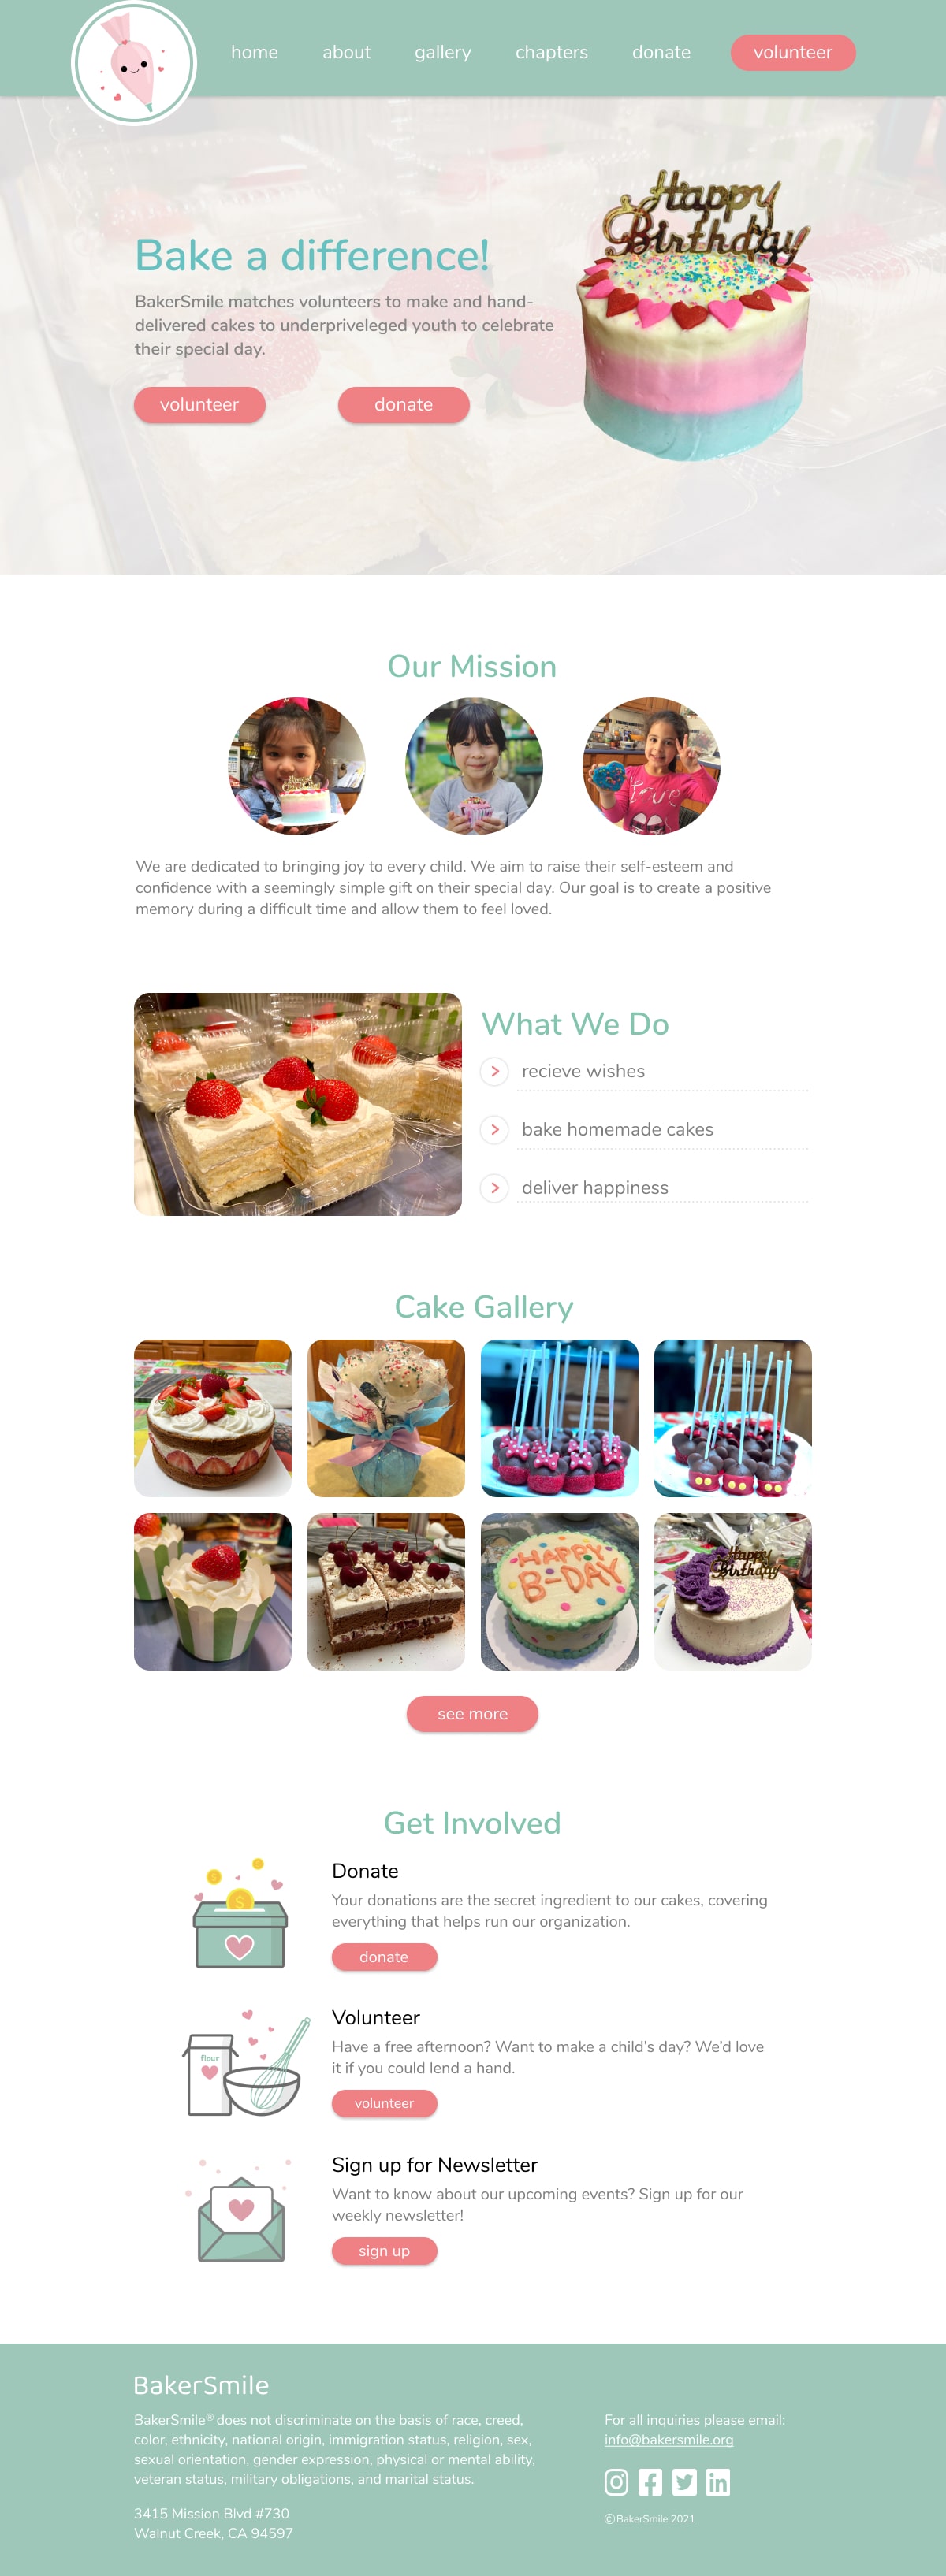 home about gallery chapters donate volunteer
Happy
Birthday
Bake a difference!
BakerSmile matches volunteers to make and hand-
delivered cakes to underpriveleged youth to celebrate
their special day.
volunteer donate
Our Mission
We are dedicated to bringing joy to every child. We aim to raise their self-esteem and
confidence with a seemingly simple gift on their special day. Our goal is to create a positive
memory during a difficult time and allow them to feel loved.
What We Do
recieve wishes
bake homemade cakes
deliver happiness
Cake Gallery
HAPPY
B-DAY
Happy
Birthday
see more
Get Involved
Donate
Your donations are the secret ingredient to our cakes, covering
everything that helps run our organization.
donate
Volunteer
flour
Have a free afternoon? Want to make a child's day? We'd love
it if you could lend a hand.
volunteer
Sign up for Newsletter
Want to know about our upcoming events? Sign up for our
weekly newsletter!
sign up
BakerSmile
BakerSmile® does not discriminate on the basis of race, creed,
color, ethnicity, national origin, immigration status, religion, sex,
sexual orientation, gender expression, physical or mental ability,
veteran status, military obligations, and marital status.
3415 Mission Blvd #730
Walnut Creek, CA 94597
For all inquiries please email:
info@bakersmile.org
©BakerSmile 2021